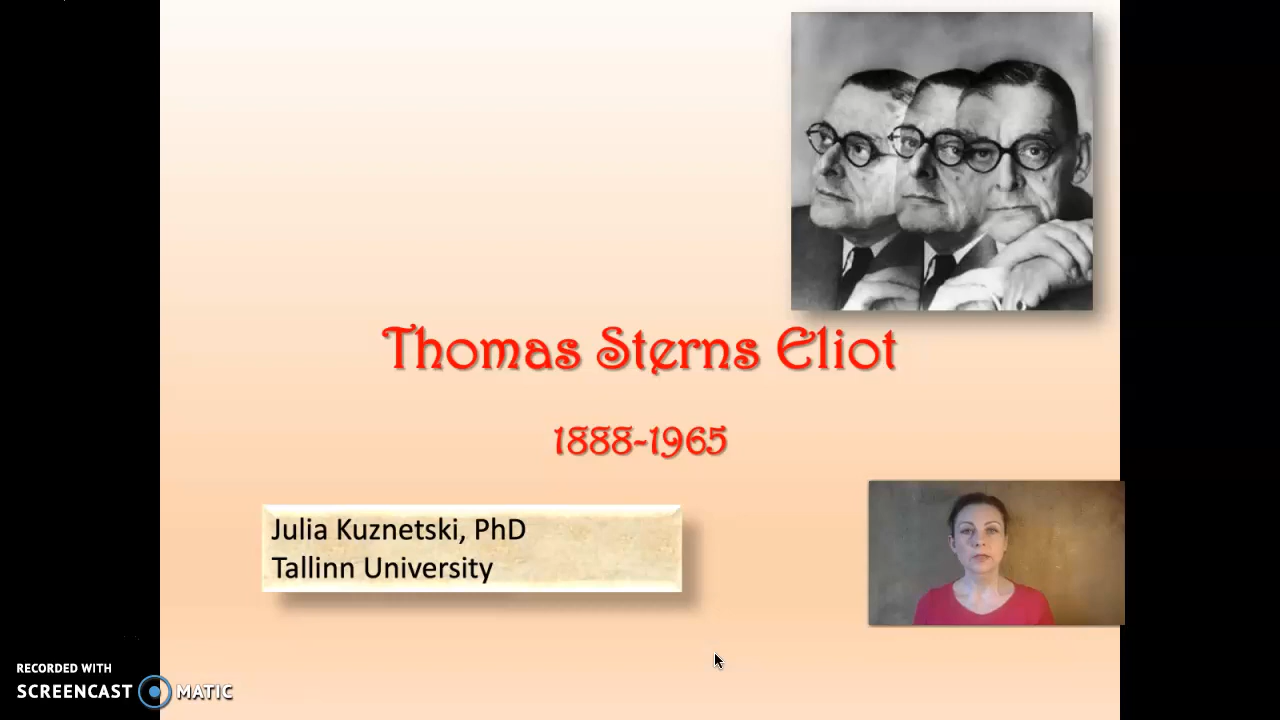 Thomas Sterns Eliot
1888-1965
Julia Kuznetski, PhD
Tallinn University
RECORDED WITH
SCREENCAST MATIC